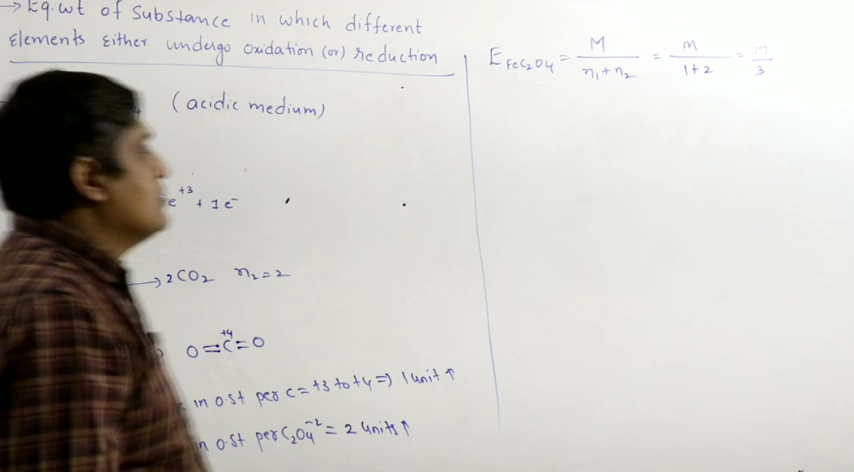 → Eq.wt of Substance in which different
elements either undergo oxidation (or) reduction
(acidic medium)
e⁺³ + 1e⁻
→ 2CO₂ n₂ = 2
O=C⁺⁴=O
in o.st per C = +3 to +4 ⇒ 1 unit ↑
in o.st per C₂O₄⁻² = 2 units ↑
E FeC₂O₄ = M / (n₁ + n₂) = m / (1+2) = m / 3